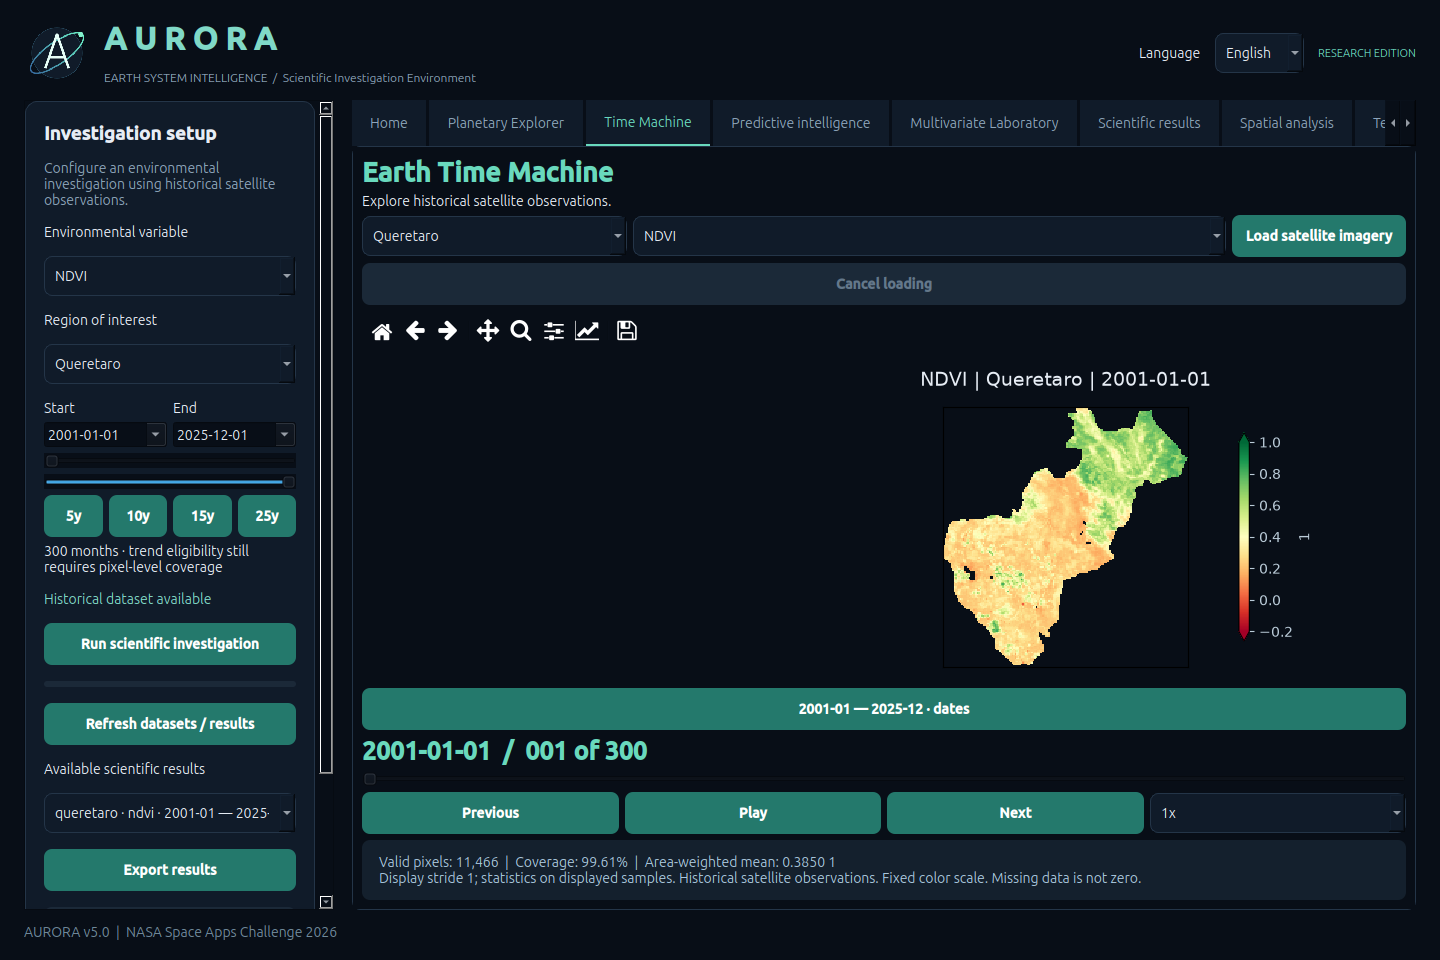 AURORA
EARTH SYSTEM INTELLIGENCE / Scientific Investigation Environment
Language
English
RESEARCH EDITION
Investigation setup
Configure an environmental
investigation using historical satellite
observations.
Environmental variable
NDVI
Region of interest
Queretaro
Start End
2001-01-01 2025-12-01
5y 10y 15y 25y
300 months · trend eligibility still
requires pixel-level coverage
Historical dataset available
Run scientific investigation
Refresh datasets / results
Available scientific results
queretaro · ndvi · 2001-01 — 2025-
Export results
Home Planetary Explorer Time Machine Predictive intelligence Multivariate Laboratory Scientific results Spatial analysis Te
Earth Time Machine
Explore historical satellite observations.
Queretaro NDVI Load satellite imagery
Cancel loading
NDVI | Queretaro | 2001-01-01
1.0
0.8
0.6
0.4
0.2
0.0
−0.2
1
2001-01 — 2025-12 · dates
2001-01-01 / 001 of 300
Previous Play Next 1x
Valid pixels: 11,466 | Coverage: 99.61% | Area-weighted mean: 0.3850 1
Display stride 1; statistics on displayed samples. Historical satellite observations. Fixed color scale. Missing data is not zero.
AURORA v5.0 | NASA Space Apps Challenge 2026